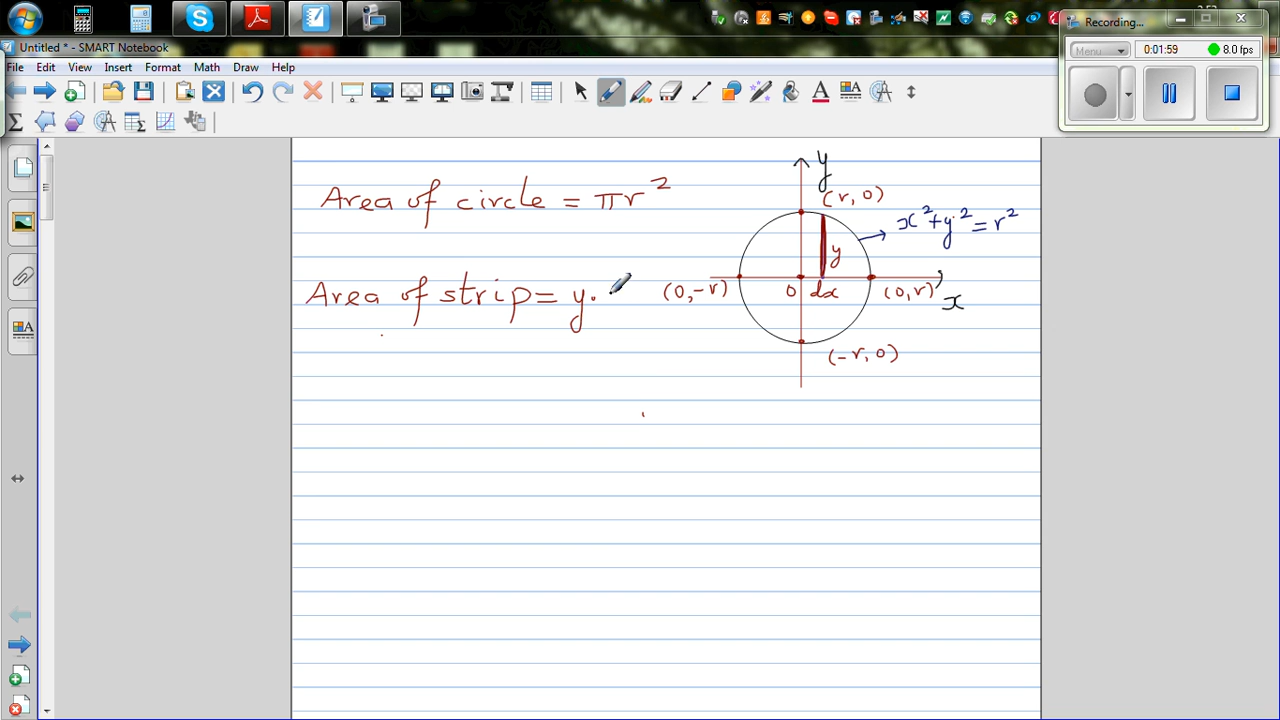 Recording...
Untitled * - SMART Notebook
Menu
0:01:59
8.0 fps
File Edit View Insert Format Math Draw Help
y
Area of circle = πr²
(r, 0)
x² + y² = r²
y
Area of strip = y.
(0, -r)
0
dx
(0, r)
x
(-r, 0)